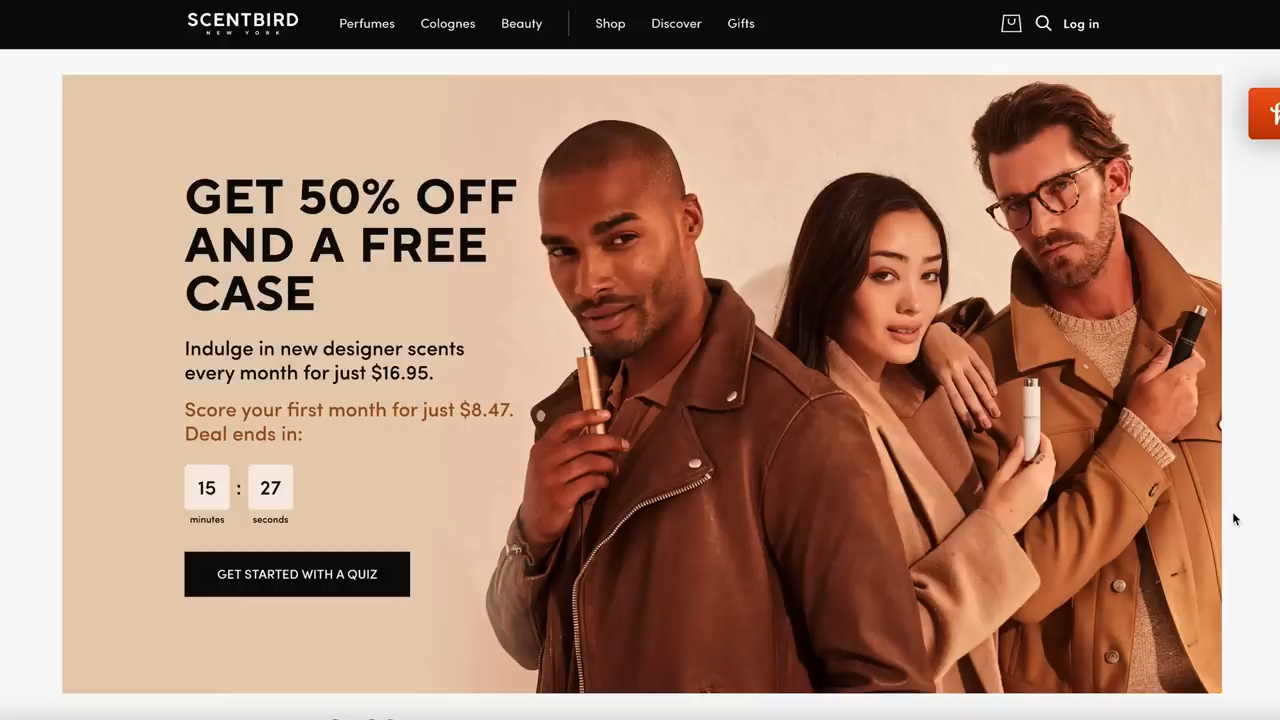 SCENTBIRD
NEW YORK
Perfumes
Colognes
Beauty
Shop
Discover
Gifts
Log in
GET 50% OFF
AND A FREE
CASE
Indulge in new designer scents
every month for just $16.95.
Score your first month for just $8.47.
Deal ends in:
15 : 27
minutes seconds
GET STARTED WITH A QUIZ